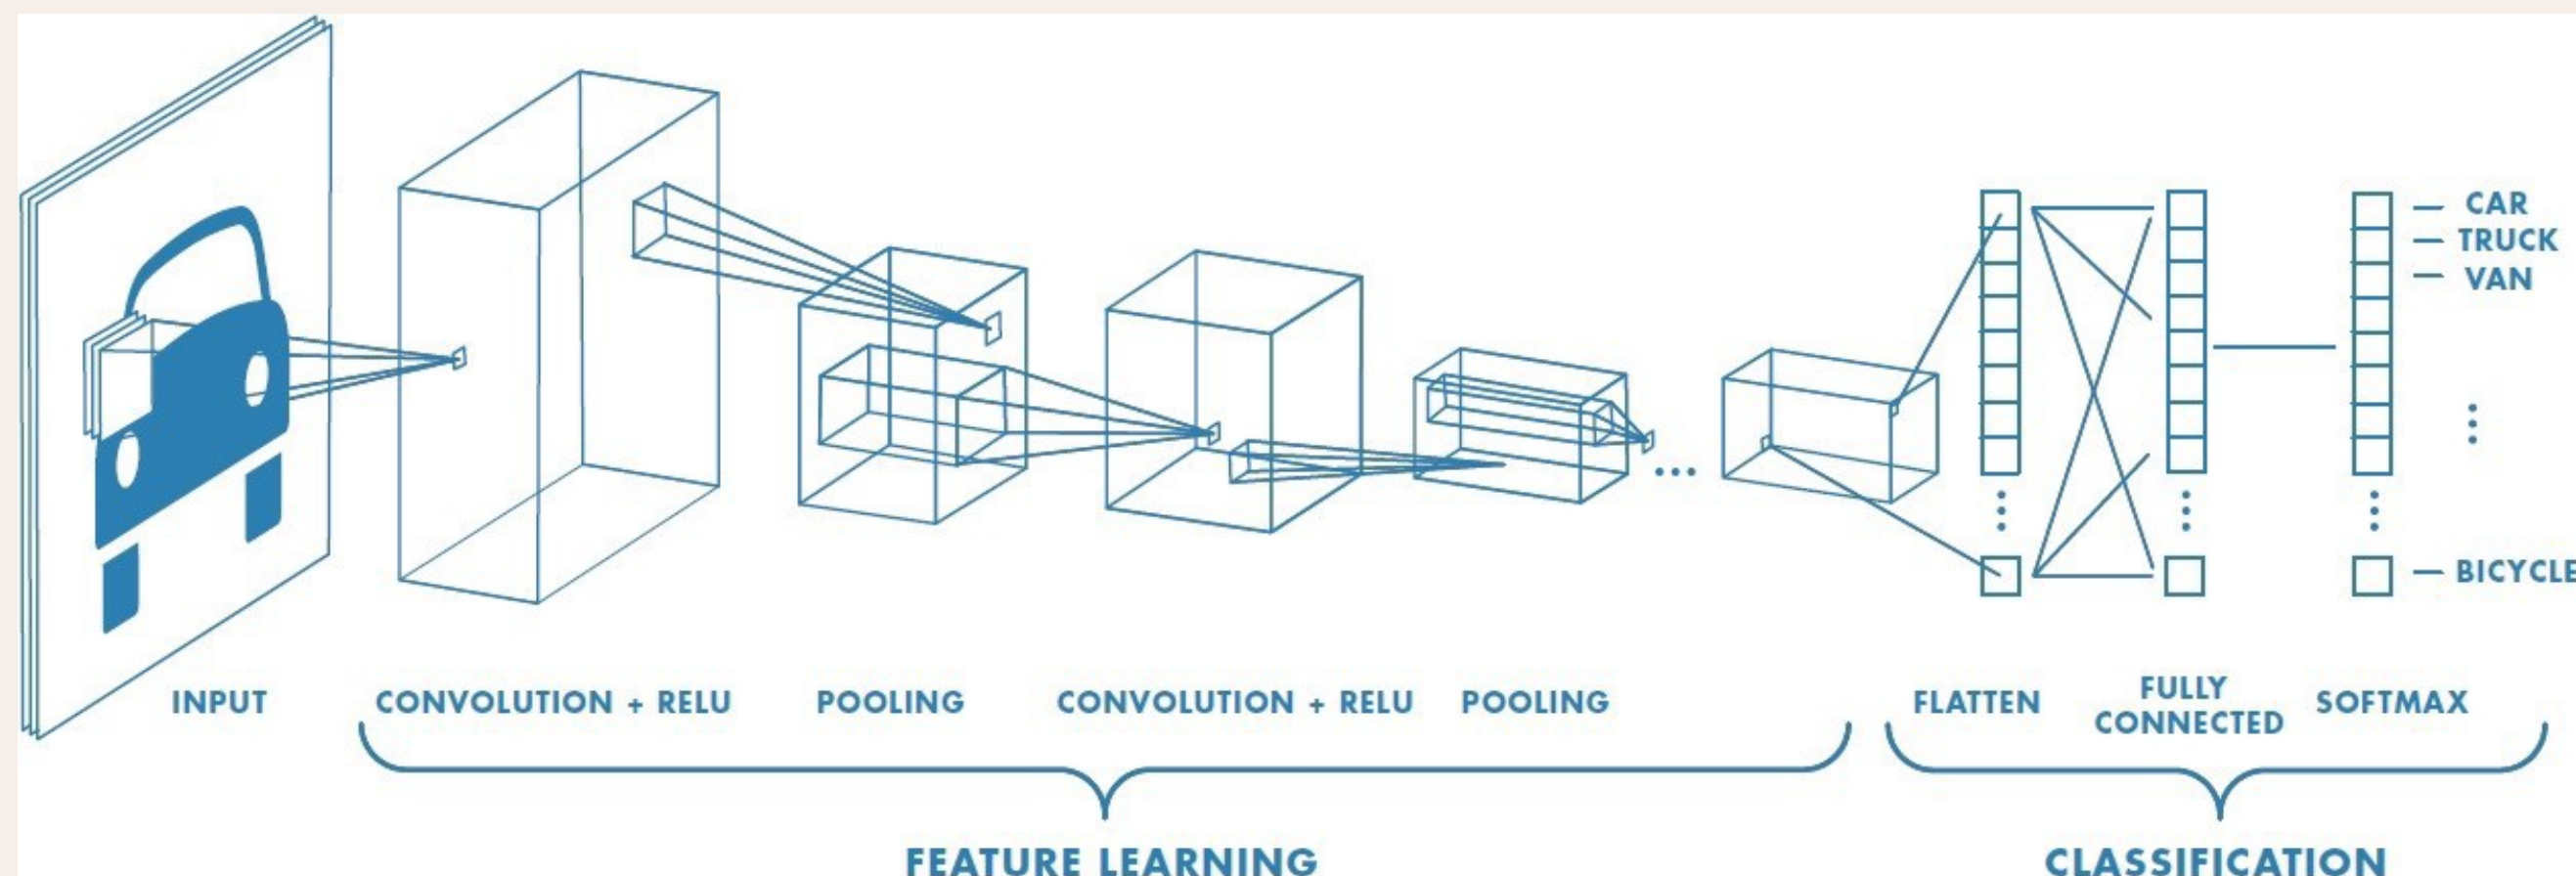 CAR
TRUCK
VAN
BICYCLE
INPUT
CONVOLUTION + RELU
POOLING
CONVOLUTION + RELU
POOLING
FLATTEN
FULLY
CONNECTED
SOFTMAX
FEATURE LEARNING
CLASSIFICATION